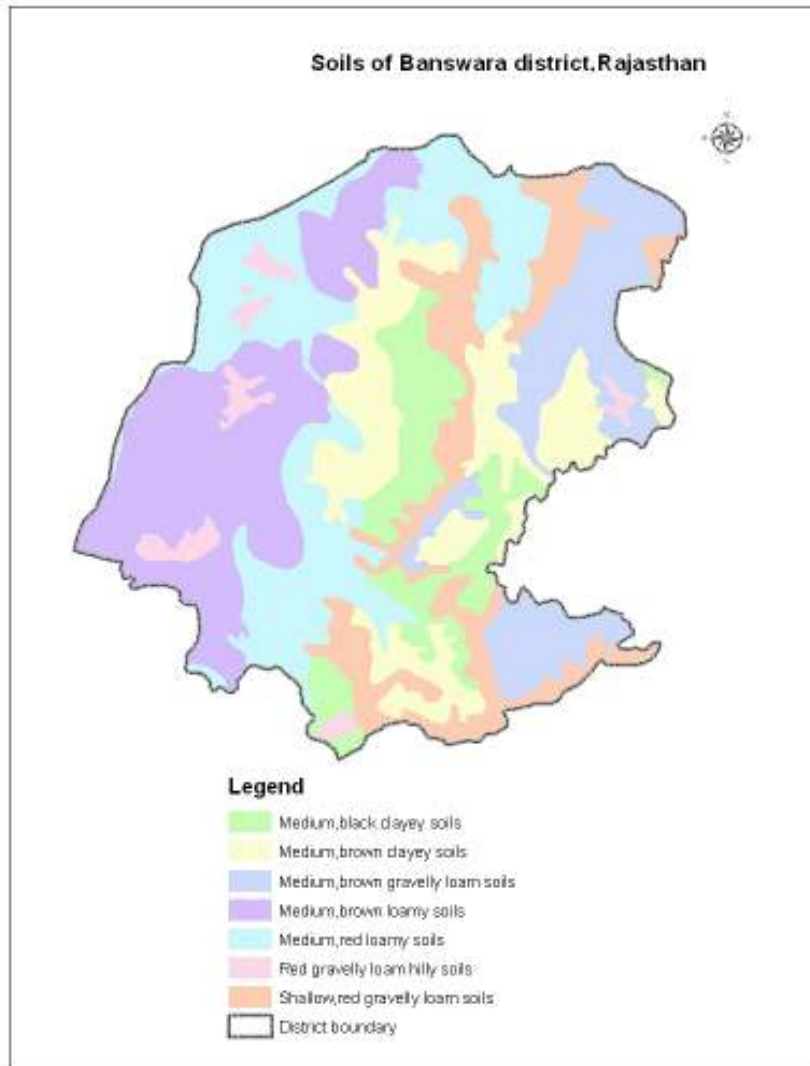 Soils of Banswara district,Rajasthan
Legend
Medium,black clayey soils
Medium,brown clayey soils
Medium,brown gravelly loam soils
Medium,brown loamy soils
Medium,red loamy soils
Red gravelly loam hilly soils
Shallow,red gravelly loam soils
District boundary